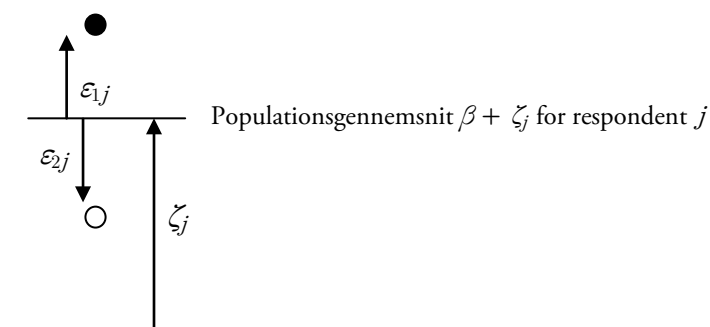 ε1j
Populationsgennemsnit β + ζj for respondent j
ε2j
ζj